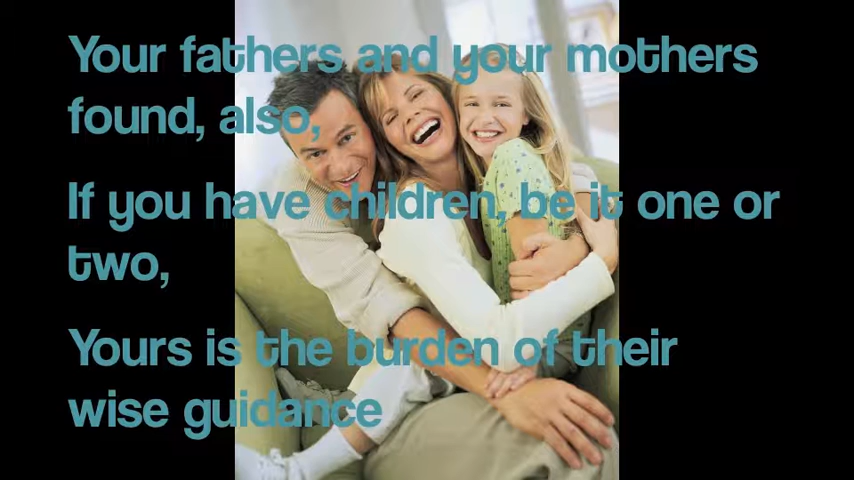 Your fathers and your mothers
found, also,
If you have children, be it one or
two,
Yours is the burden of their
wise guidance